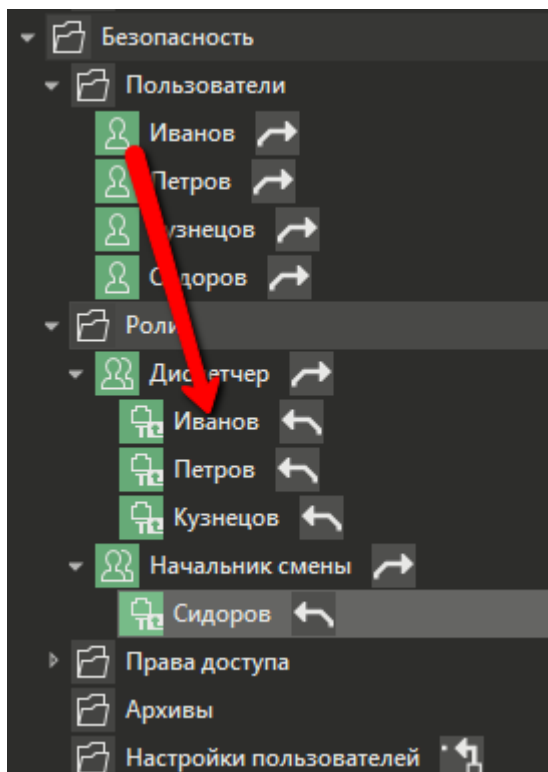 Безопасность
Пользователи
Иванов
Петров
Кузнецов
Сидоров
Роли
Диспетчер
Иванов
Петров
Кузнецов
Начальник смены
Сидоров
Права доступа
Архивы
Настройки пользователей